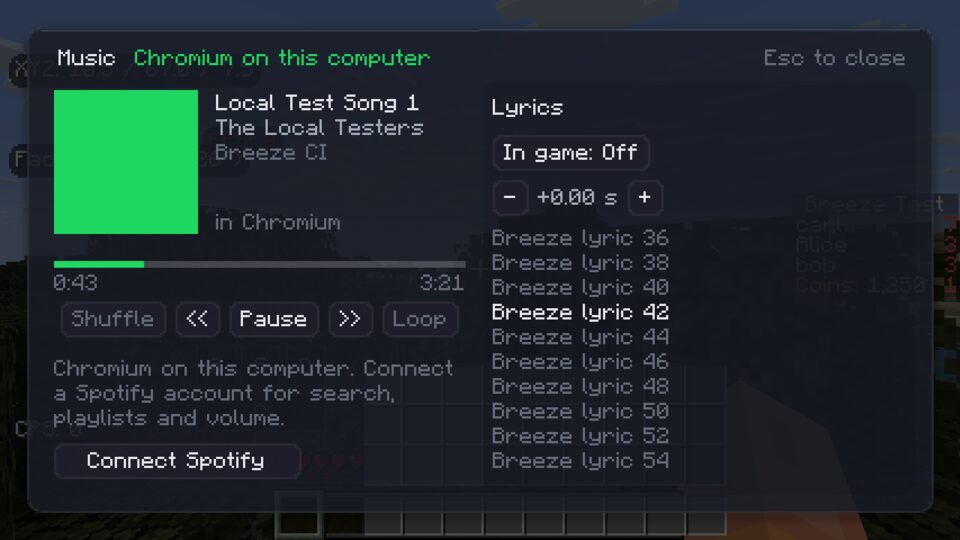 Music Chromium on this computer
Esc to close
Local Test Song 1
The Local Testers
Breeze CI
in Chromium
0:43
3:21
Shuffle
<<
Pause
>>
Loop
Chromium on this computer. Connect
a Spotify account for search,
playlists and volume.
Connect Spotify
Lyrics
In game: Off
-
+0.00 s
+
Breeze lyric 36
Breeze lyric 38
Breeze lyric 40
Breeze lyric 42
Breeze lyric 44
Breeze lyric 46
Breeze lyric 48
Breeze lyric 50
Breeze lyric 52
Breeze lyric 54
Breeze Test
carl
Alice
bob
Coins: 1,250